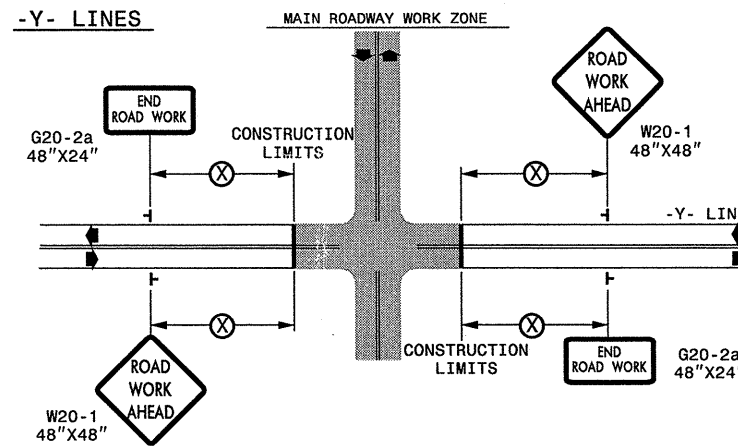 -Y- LINES
MAIN ROADWAY WORK ZONE
END
ROAD WORK
G20-2a
48"X24"
CONSTRUCTION
LIMITS
X
ROAD
WORK
AHEAD
W20-1
48"X48"
X
-Y- LIN
X
ROAD
WORK
AHEAD
W20-1
48"X48"
X
CONSTRUCTION
LIMITS
END
ROAD WORK
G20-2a
48"X24"